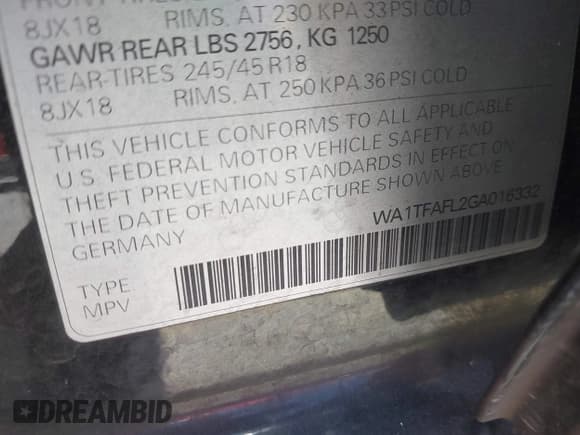 8JX18 RIMS. AT 230 KPA 33 PSI COLD
GAWR REAR LBS 2756, KG 1250
REAR-TIRES 245/45 R18
8JX18 RIMS. AT 250 KPA 36 PSI COLD
THIS VEHICLE CONFORMS TO ALL APPLICABLE
U.S. FEDERAL MOTOR VEHICLE SAFETY AND
THEFT PREVENTION STANDARDS IN EFFECT ON
THE DATE OF MANUFACTURE SHOWN ABOVE.
GERMANY WA1TFAFL2GA016332
TYPE
MPV
DREAMBID